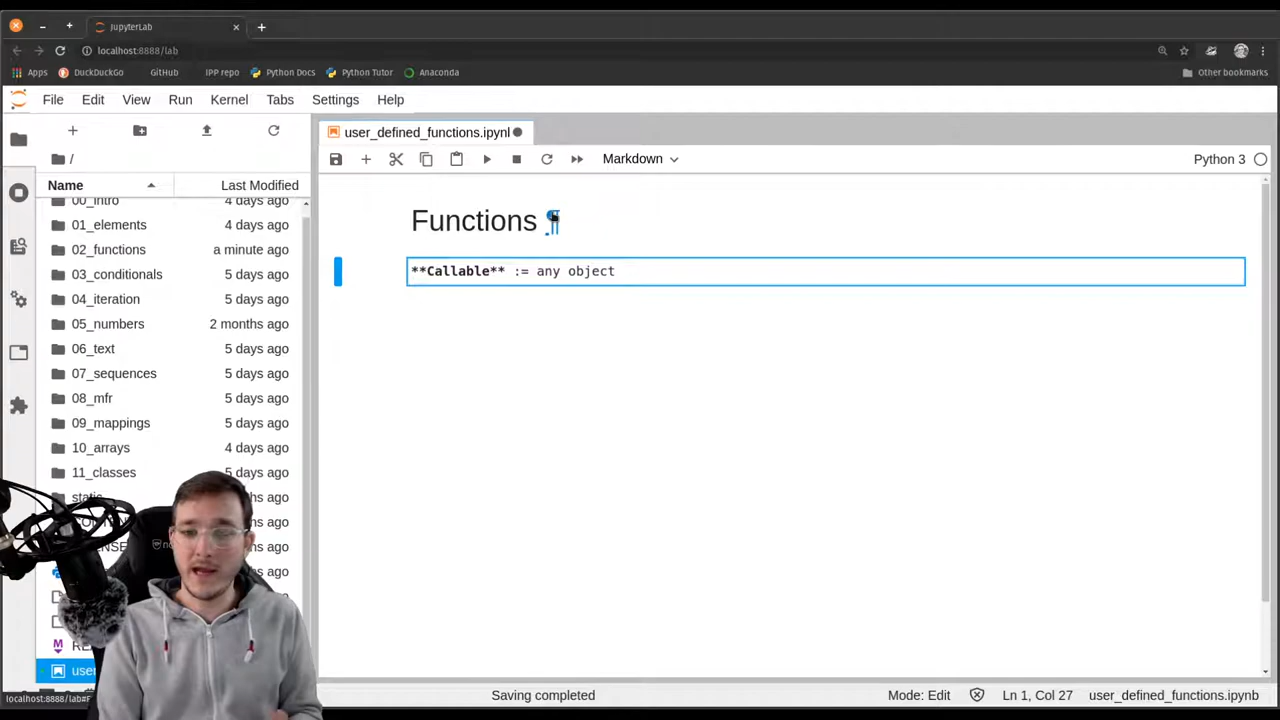 JupyterLab
localhost:8888/lab
Apps DuckDuckGo GitHub IPP repo Python Docs Python Tutor Anaconda Other bookmarks
File Edit View Run Kernel Tabs Settings Help
user_defined_functions.ipynl
/
Markdown
Python 3
Name Last Modified
00_intro 4 days ago
01_elements 4 days ago
02_functions a minute ago
03_conditionals 5 days ago
04_iteration 5 days ago
05_numbers 2 months ago
06_text 5 days ago
07_sequences 5 days ago
08_mfr 5 days ago
09_mappings 5 days ago
10_arrays 4 days ago
11_classes 5 days ago
Functions ¶
**Callable** := any object
localhost:8888/lab#F
Saving completed
Mode: Edit
Ln 1, Col 27
user_defined_functions.ipynb